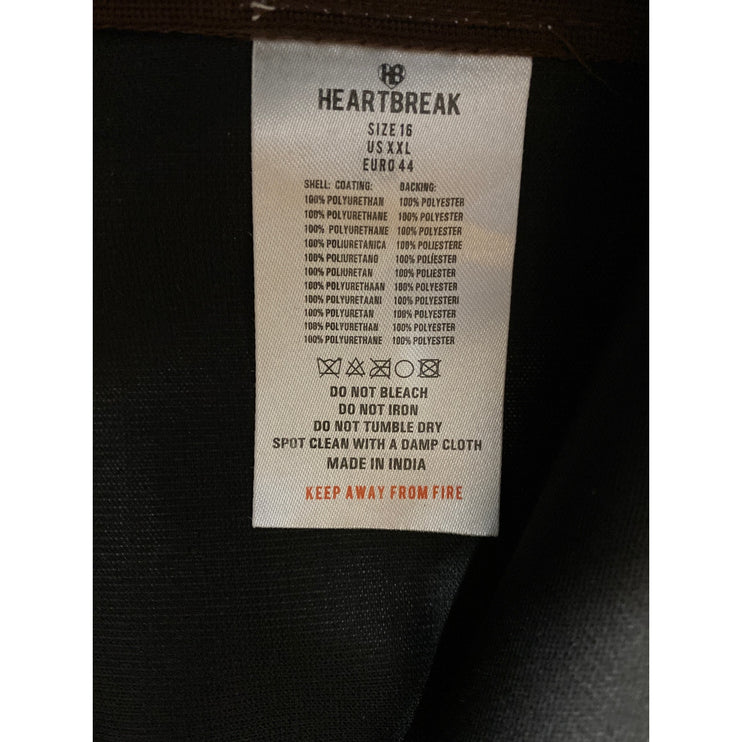 HB
HEARTBREAK
SIZE 16
US XXL
EURO 44
SHELL: COATING: BACKING:
100% POLYURETHAN 100% POLYESTER
100% POLYURETHANE 100% POLYESTER
100% POLYURETHANE 100% POLYESTER
100% POLIURETANICA 100% POLIESTERE
100% POLIURETANO 100% POLIÉSTER
100% POLIURETAN 100% POLIESTER
100% POLYURETHAAN 100% POLYESTER
100% POLYURETAANI 100% POLYESTERI
100% POLYURETAN 100% POLYESTER
100% POLYURETHAN 100% POLYESTER
100% POLYURETHANE 100% POLYESTER
DO NOT BLEACH
DO NOT IRON
DO NOT TUMBLE DRY
SPOT CLEAN WITH A DAMP CLOTH
MADE IN INDIA
KEEP AWAY FROM FIRE